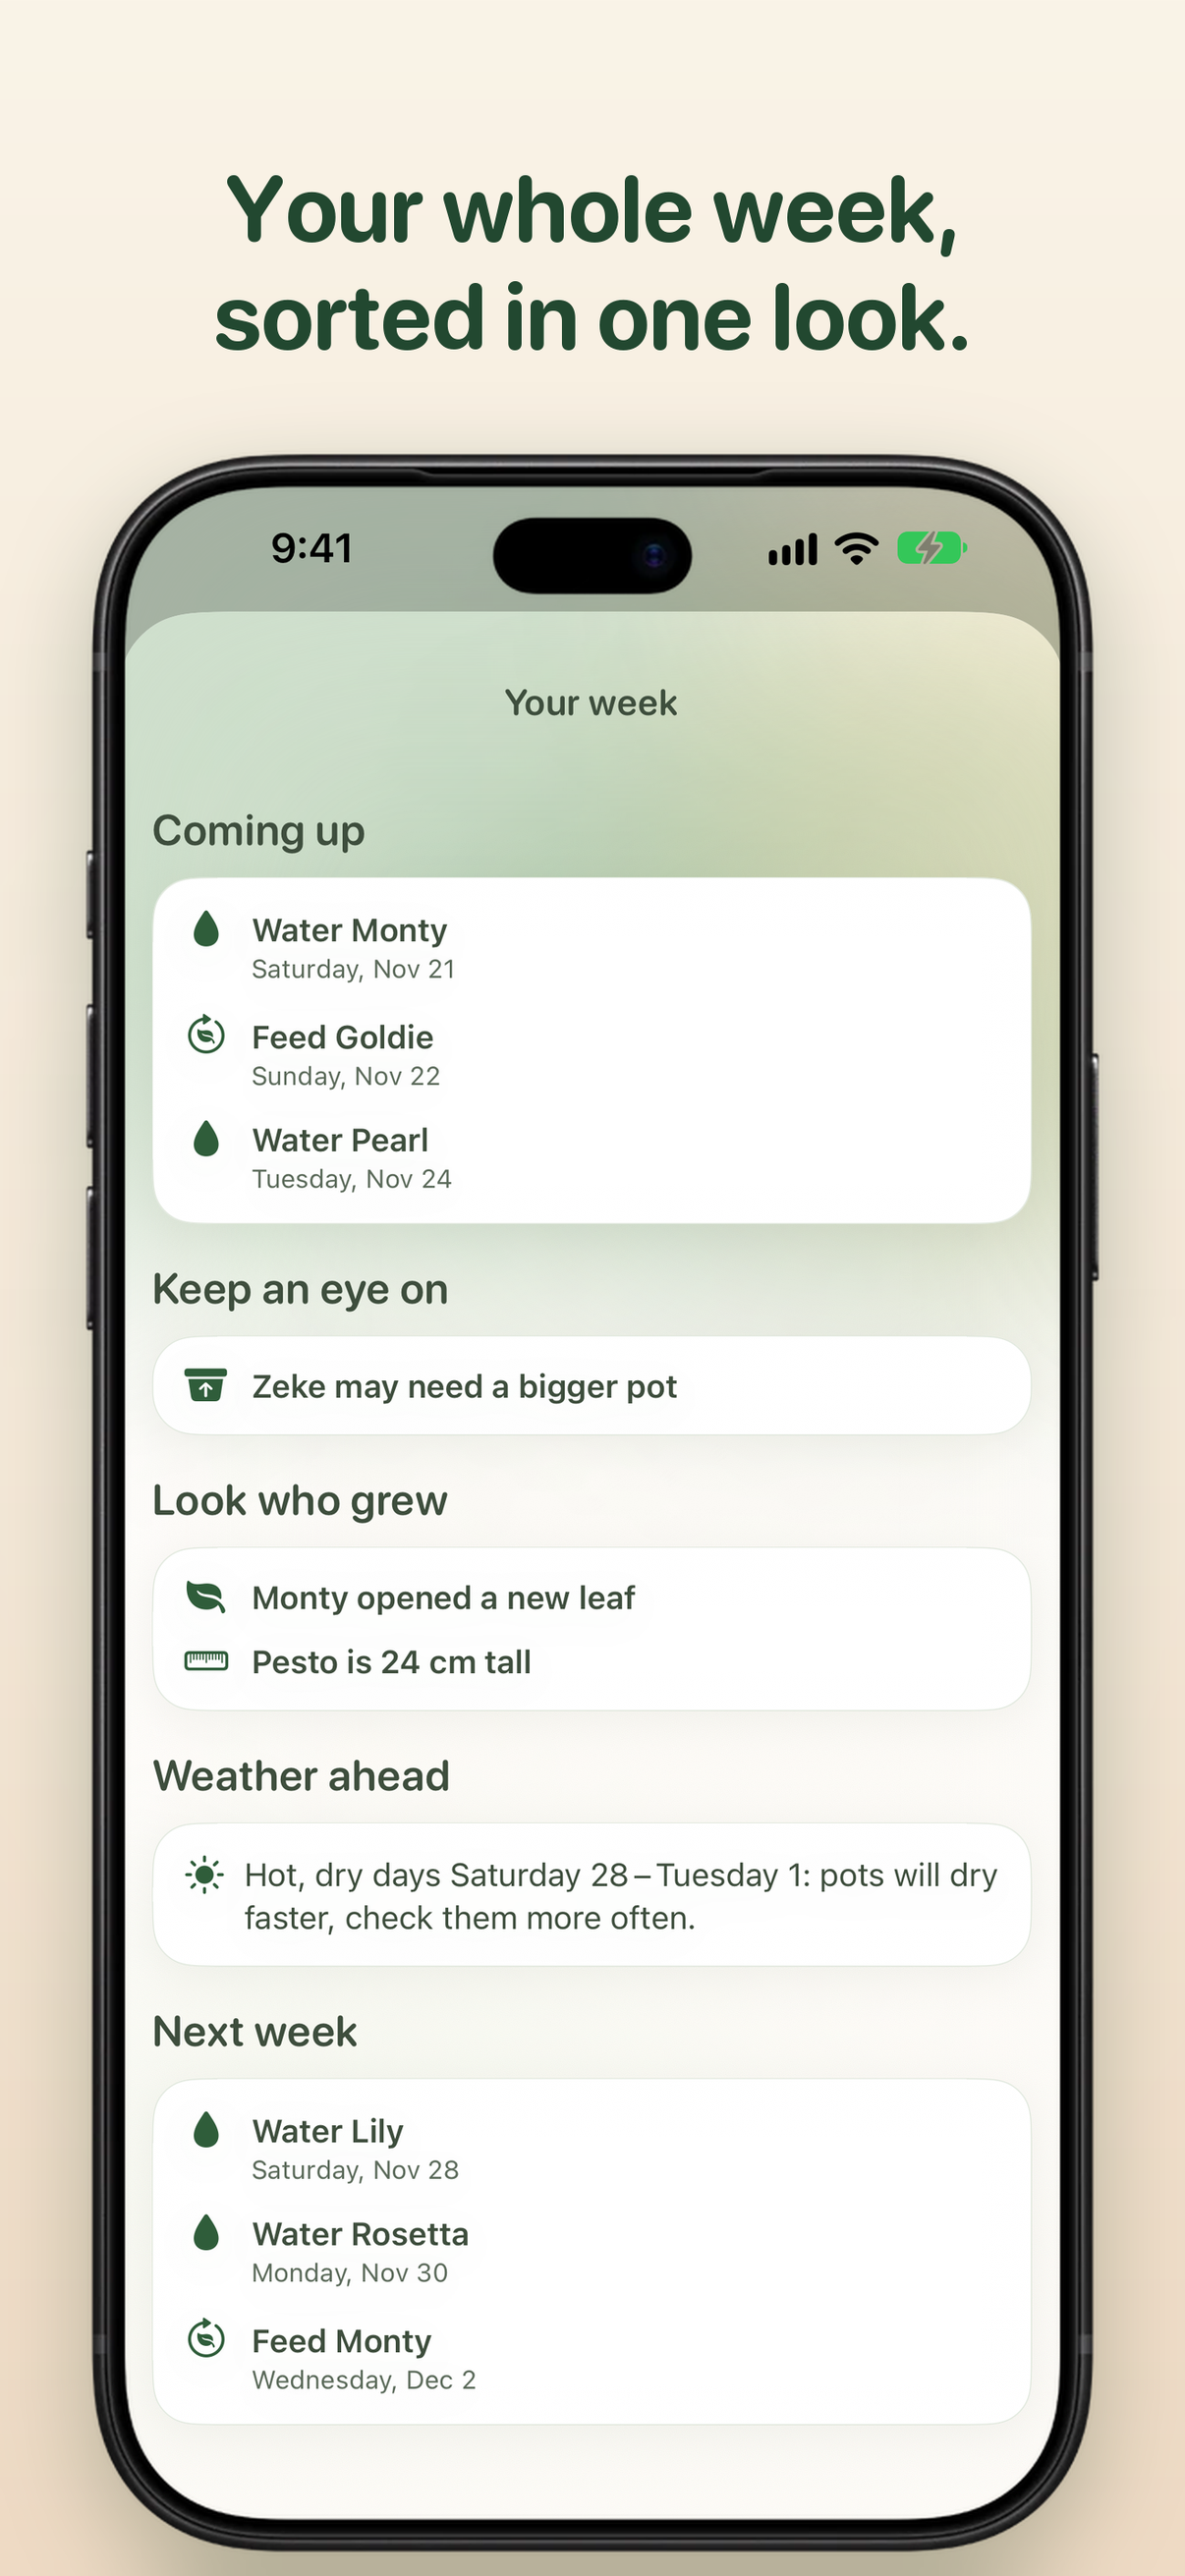 Your whole week,
sorted in one look.
9:41
Your week
Coming up
Water Monty
Saturday, Nov 21
Feed Goldie
Sunday, Nov 22
Water Pearl
Tuesday, Nov 24
Keep an eye on
Zeke may need a bigger pot
Look who grew
Monty opened a new leaf
Pesto is 24 cm tall
Weather ahead
Hot, dry days Saturday 28 – Tuesday 1: pots will dry
faster, check them more often.
Next week
Water Lily
Saturday, Nov 28
Water Rosetta
Monday, Nov 30
Feed Monty
Wednesday, Dec 2